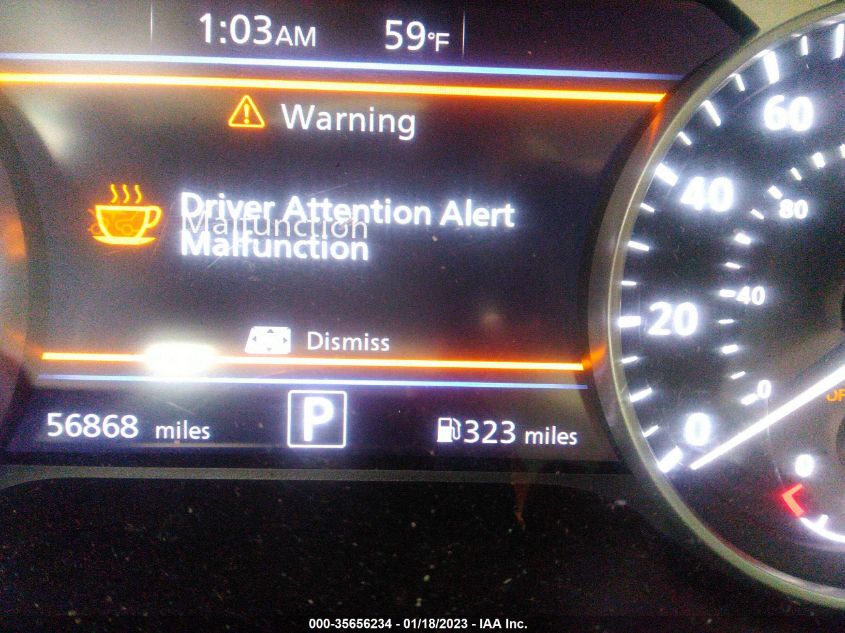 1:03AM 59°F
Warning
Driver Attention Alert
Malfunction
Malfunction
Dismiss
56868 miles P 323 miles
60
40
80
20
40
0
0
0
000-35656234 - 01/18/2023 - IAA Inc.